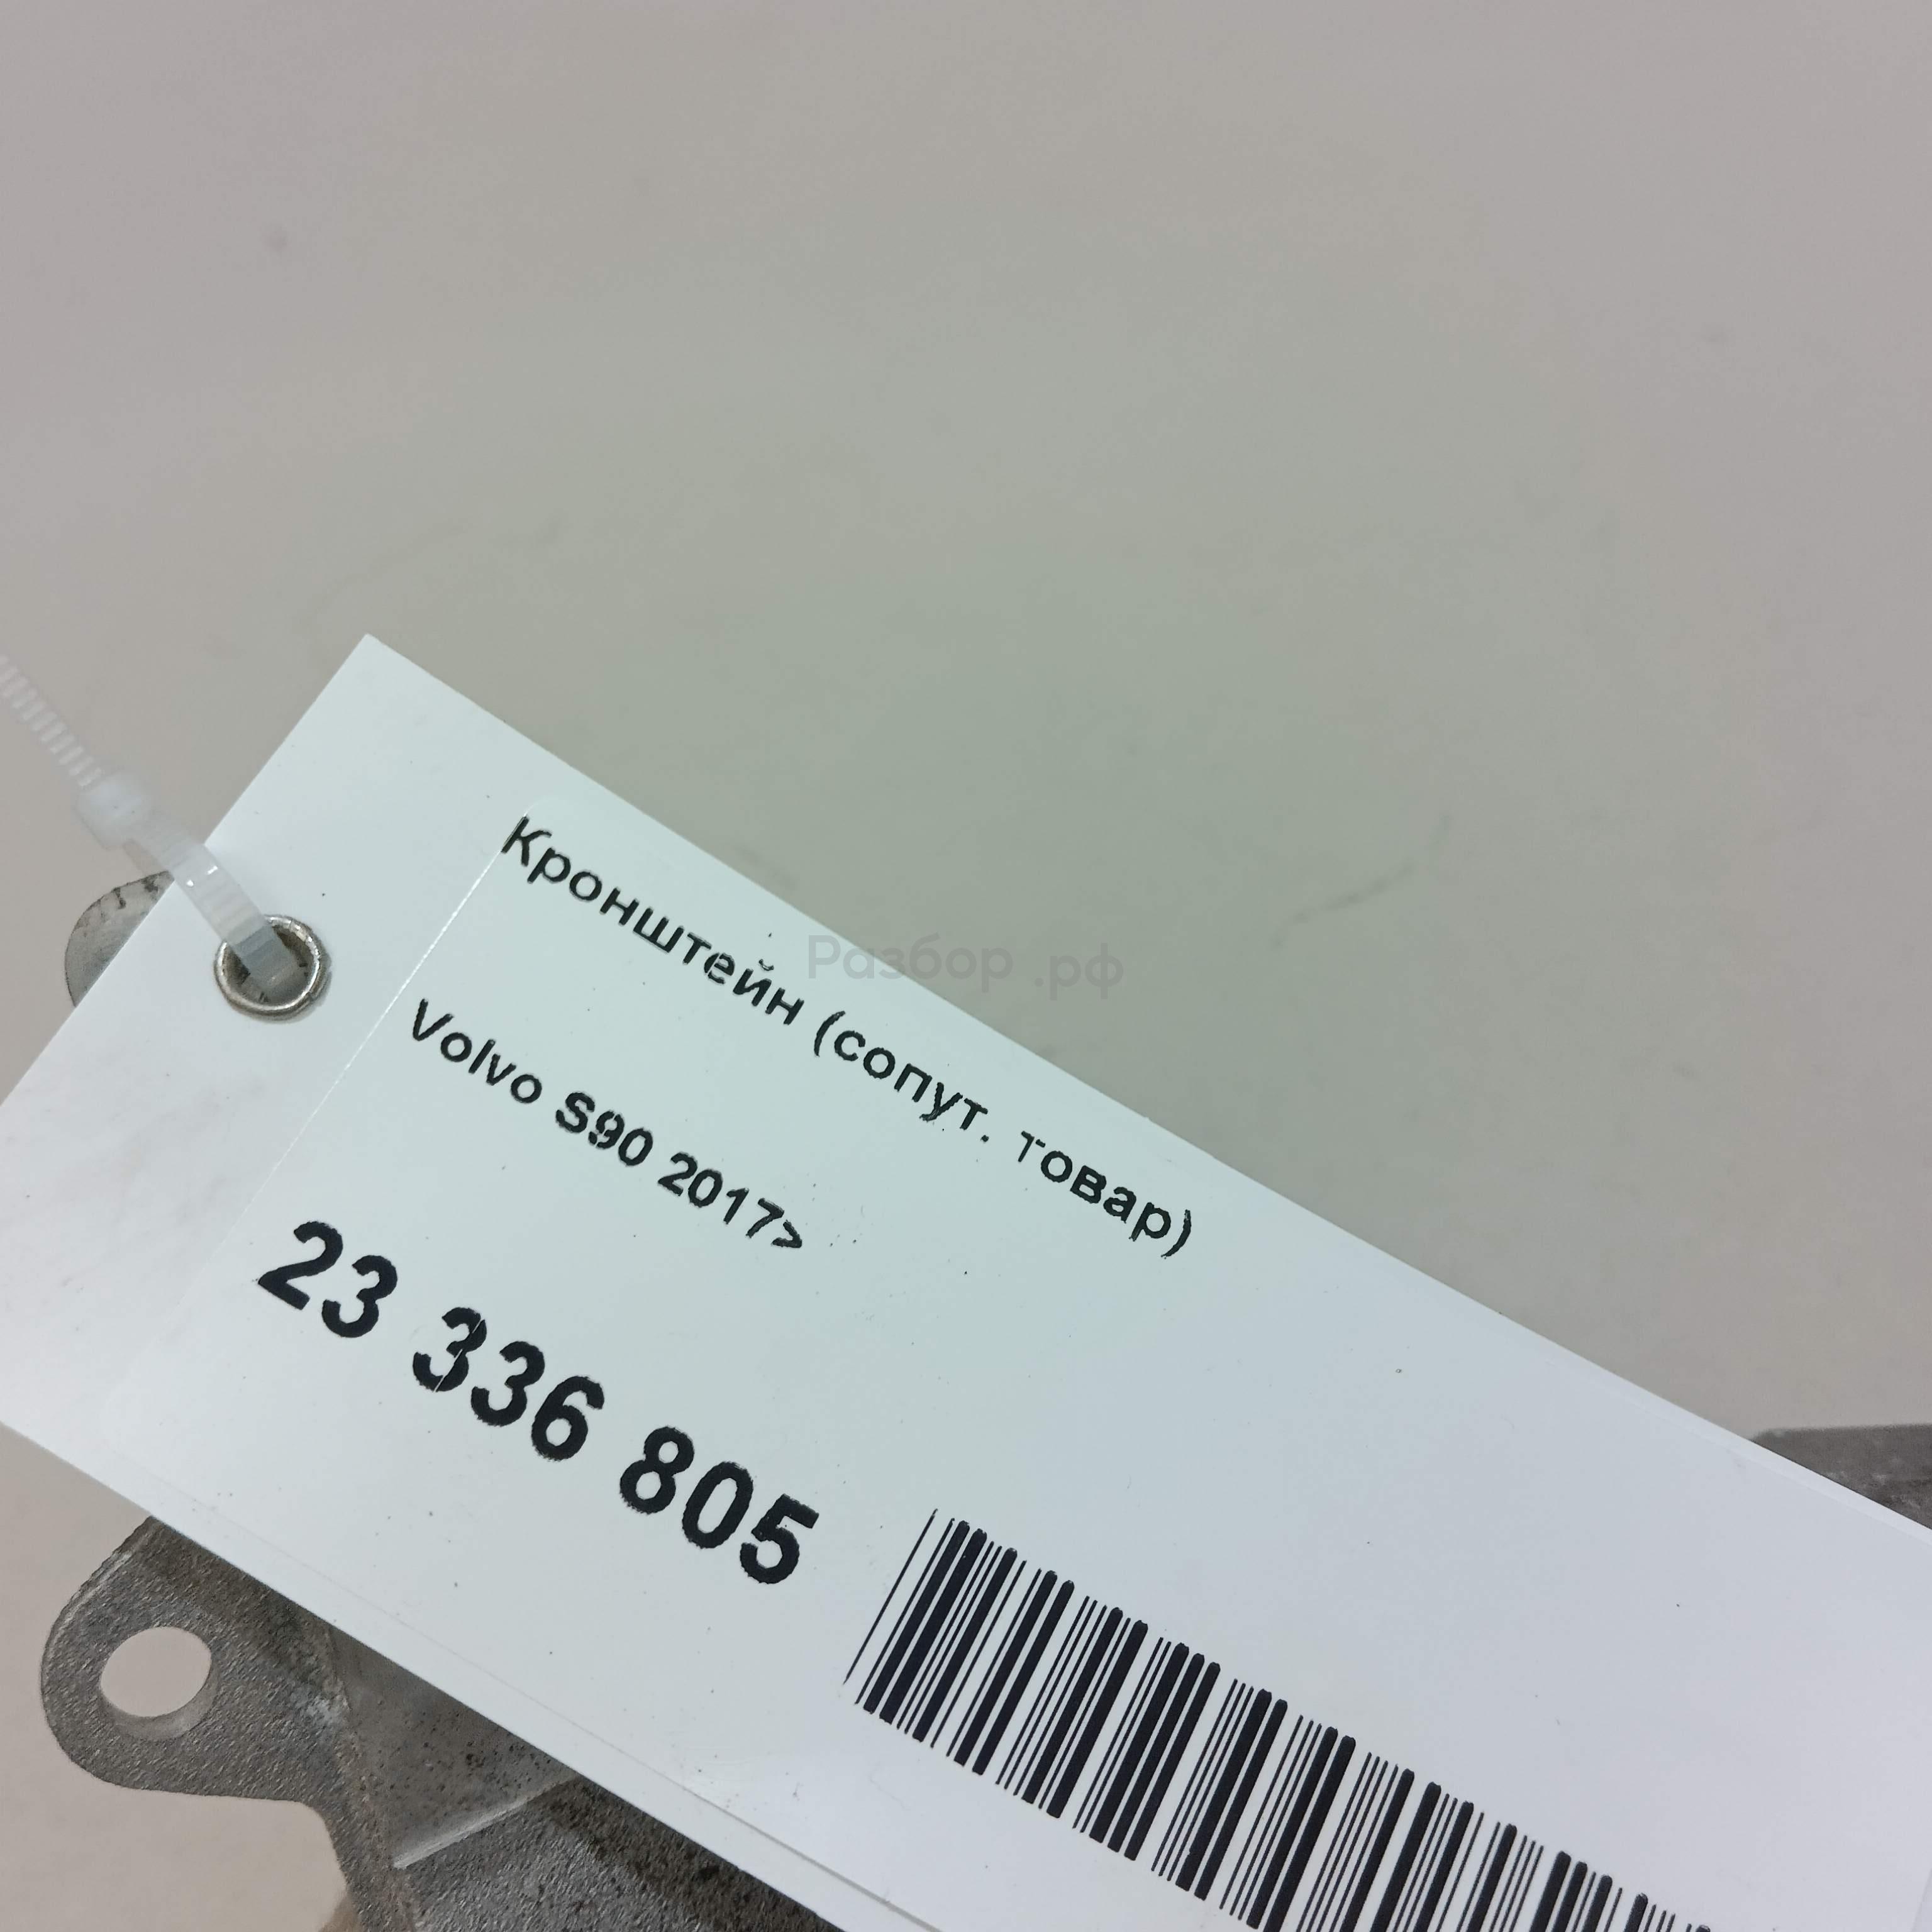 Кронштейн (сопут. товар)
Разбор.рф
Volvo S90 2017>
23 336 805